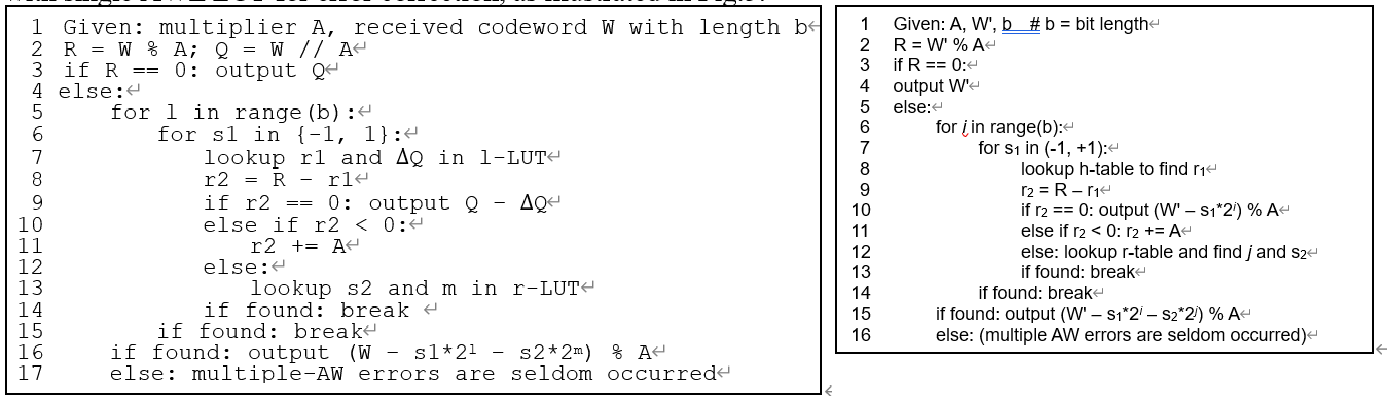 1 Given: multiplier A, received codeword W with length b
2 R = W % A; Q = W // A
3 if R == 0: output Q
4 else:
5 for l in range(b):
6 for s1 in {-1, 1}:
7 lookup r1 and ΔQ in l-LUT
8 r2 = R – r1
9 if r2 == 0: output Q - ΔQ
10 else if r2 < 0:
11 r2 += A
12 else:
13 lookup s2 and m in r-LUT
14 if found: break
15 if found: break
16 if found: output (W - s1*2ˡ - s2*2ᵐ) % A
17 else: multiple-AW errors are seldom occurred
1 Given: A, W', b # b = bit length
2 R = W' % A
3 if R == 0:
4 output W'
5 else:
6 for i in range(b):
7 for s₁ in (-1, +1):
8 lookup h-table to find r₁
9 r₂ = R – r₁
10 if r₂ == 0: output (W' – s₁*2ⁱ) % A
11 else if r₂ < 0: r₂ += A
12 else: lookup r-table and find j and s₂
13 if found: break
14 if found: break
15 if found: output (W' – s₁*2ⁱ – s₂*2ʲ) % A
16 else: (multiple AW errors are seldom occurred)